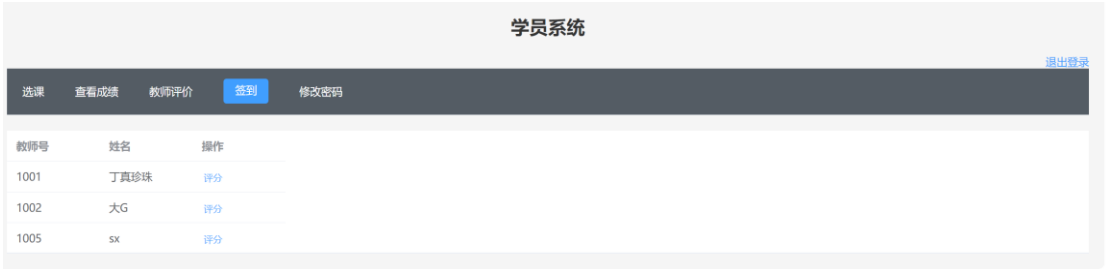 学员系统
退出登录
选课 查看成绩 教师评价 签到 修改密码
教师号 姓名 操作
1001 丁真珍珠 评分
1002 大G 评分
1005 sx 评分